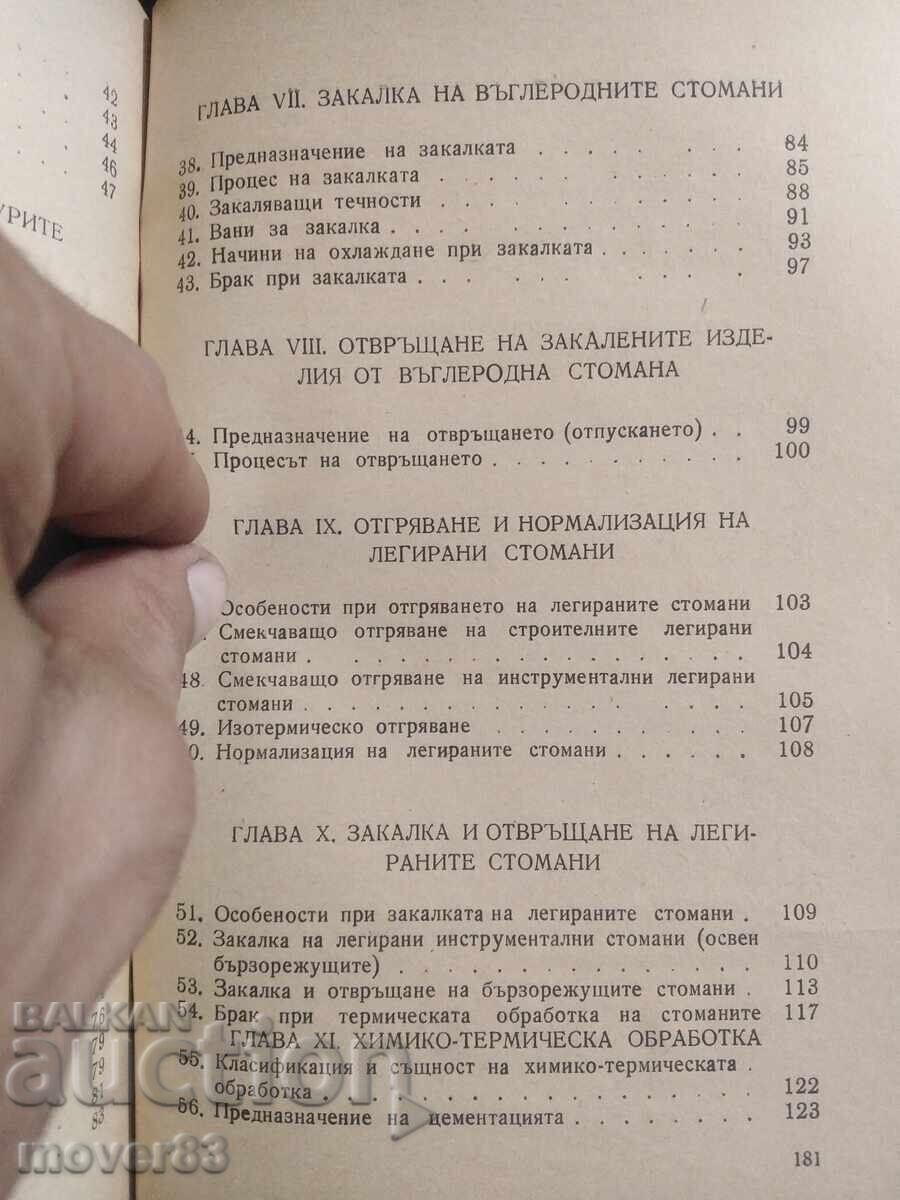 42
43
44
46
47
УРИТЕ
76
79
79
81
83
ГЛАВА VII. ЗАКАЛКА НА ВЪГЛЕРОДНИТЕ СТОМАНИ
38. Предназначение на закалката . . . . . . . . 84
39. Процес на закалката . . . . . . . . . . 85
40. Закаляващи течности . . . . . . . . . . 88
41. Вани за закалка . . . . . . . . . . . 91
42. Начини на охлаждане при закалката . . . . . . 93
43. Брак при закалката . . . . . . . . . . 97
ГЛАВА VIII. ОТВРЪЩАНЕ НА ЗАКАЛЕНИТЕ ИЗДЕ-
ЛИЯ ОТ ВЪГЛЕРОДНА СТОМАНА
4. Предназначение на отвръщането (отпускането) . . 99
Процесът на отвръщането . . . . . . . . . . 100
ГЛАВА IX. ОТГРЯВАНЕ И НОРМАЛИЗАЦИЯ НА
ЛЕГИРАНИ СТОМАНИ
Особености при отгряването на легираните стомани 103
Смекчаващо отгряване на строителните легирани
стомани . . . . . . . . . . . . . . . . 104
48. Смекчаващо отгряване на инструментални легирани
стомани . . . . . . . . . . . . . . . . 105
49. Изотермическо отгряване . . . . . . . . . . 107
0. Нормализация на легираните стомани . . . . . . 108
ГЛАВА X. ЗАКАЛКА И ОТВРЪЩАНЕ НА ЛЕГИ-
РАНИТЕ СТОМАНИ
51. Особености при закалката на легираните стомани . 109
52. Закалка на легирани инструментални стомани (освен
бързорежущите) . . . . . . . . . . . . . 110
53. Закалка и отвръщане на бързорежущите стомани . 113
54. Брак при термическата обработка на стоманите 117
ГЛАВА XI. ХИМИКО-ТЕРМИЧЕСКА ОБРАБОТКА
55. Класификация и същност на химико-термическата .
обработка . . . . . . . . . . . . . . . 122
56. Предназначение на цементацията . . . . . . . 123
181
BALKAN
auction
mover83